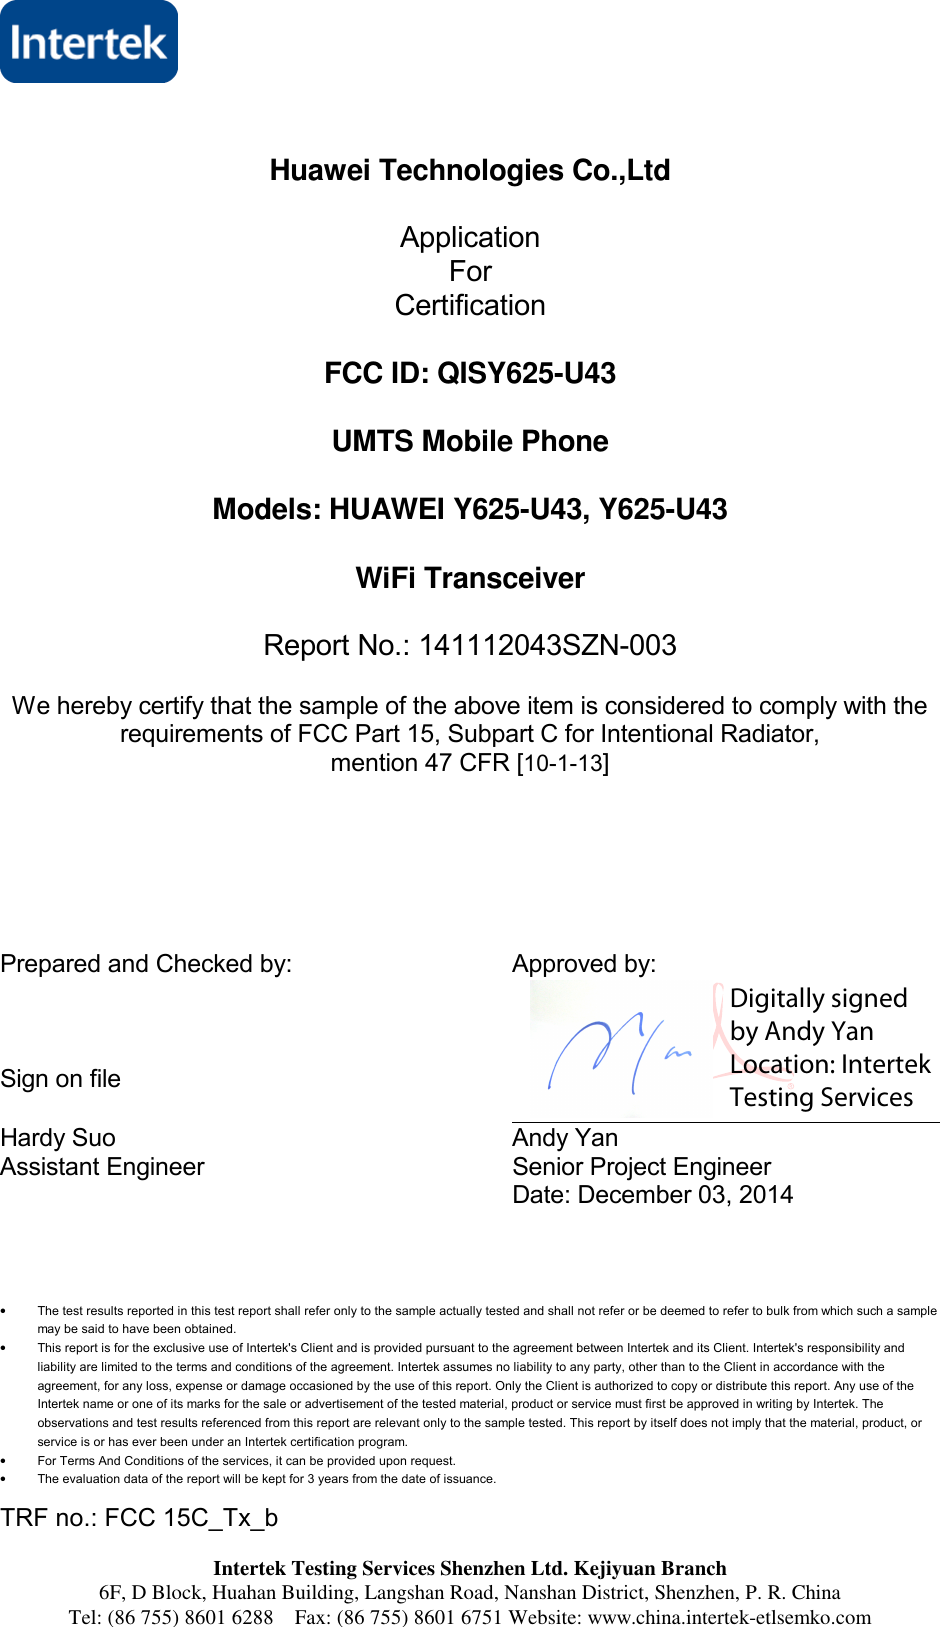 Intertek
Huawei Technologies Co.,Ltd
Application
For
Certification
FCC ID: QISY625-U43
UMTS Mobile Phone
Models: HUAWEI Y625-U43, Y625-U43
WiFi Transceiver
Report No.: 141112043SZN-003
We hereby certify that the sample of the above item is considered to comply with the
requirements of FCC Part 15, Subpart C for Intentional Radiator,
mention 47 CFR [10-1-13]
Prepared and Checked by:
Sign on file
Hardy Suo
Assistant Engineer
Approved by:
Yan
Digitally signed
by Andy Yan
Location: Intertek
Testing Services
Andy Yan
Senior Project Engineer
Date: December 03, 2014
• The test results reported in this test report shall refer only to the sample actually tested and shall not refer or be deemed to refer to bulk from which such a sample
may be said to have been obtained.
• This report is for the exclusive use of Intertek's Client and is provided pursuant to the agreement between Intertek and its Client. Intertek's responsibility and
liability are limited to the terms and conditions of the agreement. Intertek assumes no liability to any party, other than to the Client in accordance with the
agreement, for any loss, expense or damage occasioned by the use of this report. Only the Client is authorized to copy or distribute this report. Any use of the
Intertek name or one of its marks for the sale or advertisement of the tested material, product or service must first be approved in writing by Intertek. The
observations and test results referenced from this report are relevant only to the sample tested. This report by itself does not imply that the material, product, or
service is or has ever been under an Intertek certification program.
• For Terms And Conditions of the services, it can be provided upon request.
• The evaluation data of the report will be kept for 3 years from the date of issuance.
TRF no.: FCC 15C_Tx_b
Intertek Testing Services Shenzhen Ltd. Kejiyuan Branch
6F, D Block, Huahan Building, Langshan Road, Nanshan District, Shenzhen, P. R. China
Tel: (86 755) 8601 6288 Fax: (86 755) 8601 6751 Website: www.china.intertek-etlsemko.com